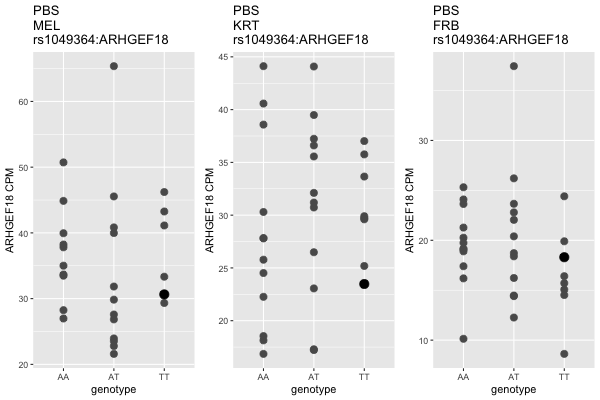 PBS
MEL
rs1049364:ARHGEF18
ARHGEF18 CPM
60
50
40
30
20
AA
AT
TT
genotype
PBS
KRT
rs1049364:ARHGEF18
ARHGEF18 CPM
45
40
35
30
25
20
AA
AT
TT
genotype
PBS
FRB
rs1049364:ARHGEF18
ARHGEF18 CPM
30
20
10
AA
AT
TT
genotype